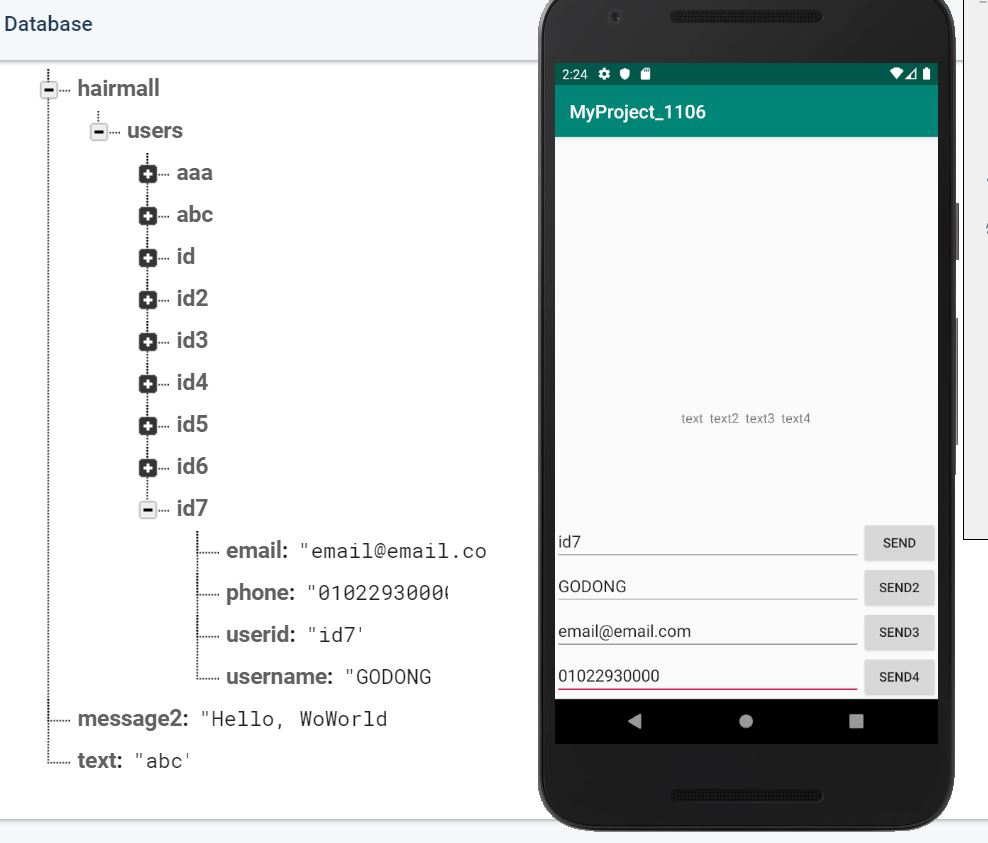 Database
hairmall
users
aaa
abc
id
id2
id3
id4
id5
id6
id7
email: "email@email.co
phone: "0102293000
userid: "id7'
username: "GODONG
message2: "Hello, WoWorld
text: "abc'
2:24
MyProject_1106
text text2 text3 text4
id7 SEND
GODONG SEND2
email@email.com SEND3
01022930000 SEND4